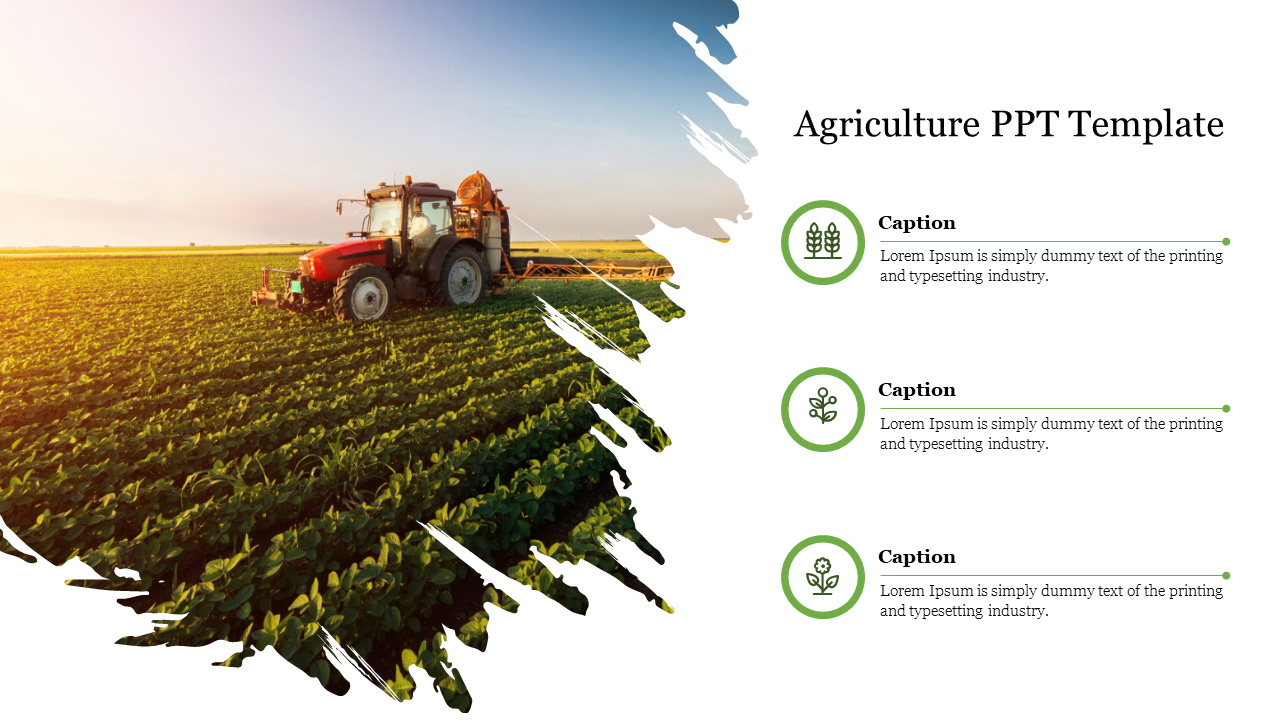 Agriculture PPT Template
Caption
Lorem Ipsum is simply dummy text of the printing
and typesetting industry.
Caption
Lorem Ipsum is simply dummy text of the printing
and typesetting industry.
Caption
Lorem Ipsum is simply dummy text of the printing
and typesetting industry.